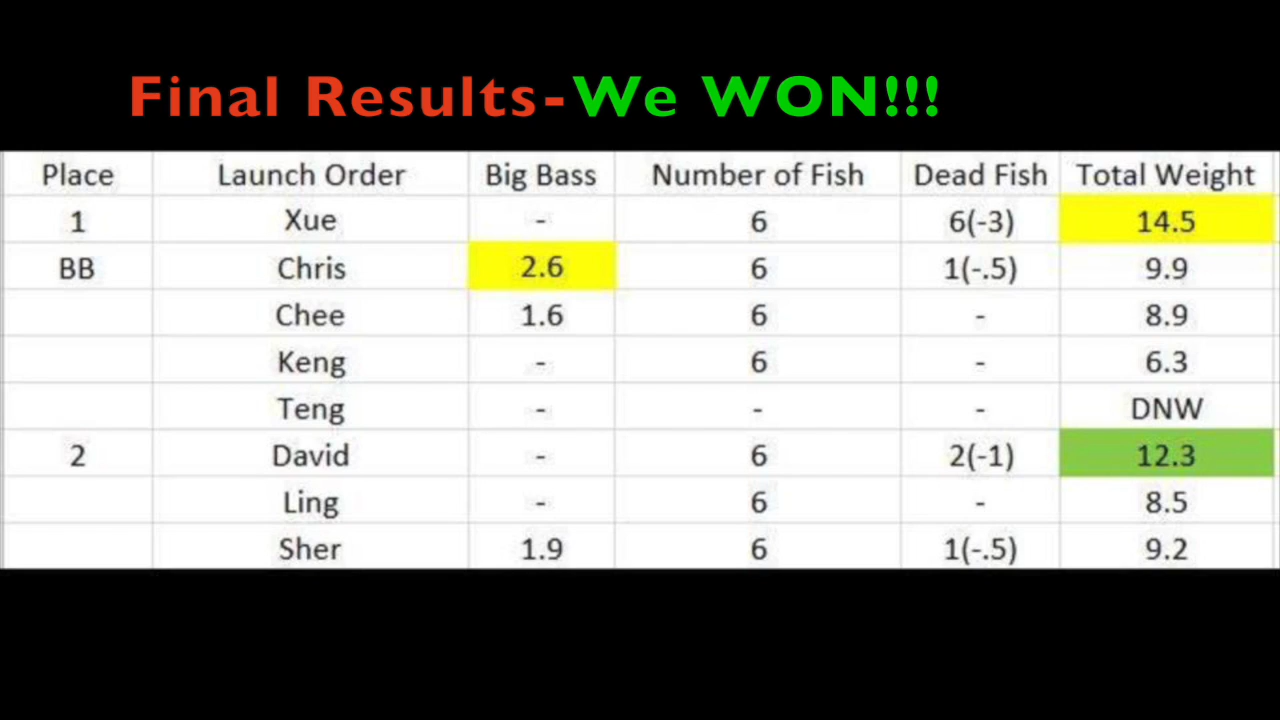 Final Results-We WON!!!
Place Launch Order Big Bass Number of Fish Dead Fish Total Weight
1 Xue - 6 6(-3) 14.5
BB Chris 2.6 6 1(-.5) 9.9
Chee 1.6 6 - 8.9
Keng - 6 - 6.3
Teng - - - DNW
2 David - 6 2(-1) 12.3
Ling - 6 - 8.5
Sher 1.9 6 1(-.5) 9.2